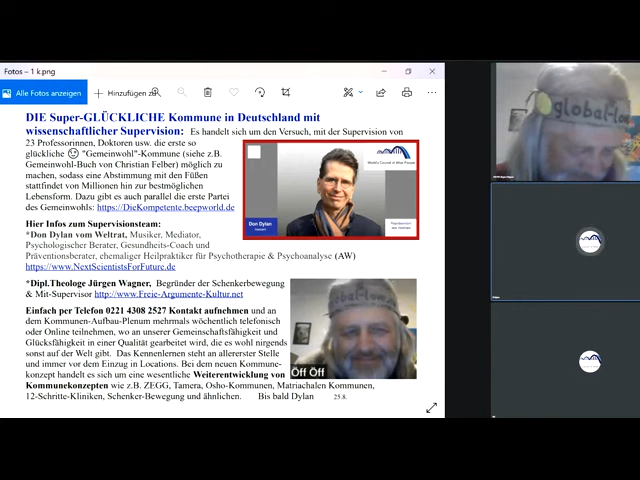 Fotos – 1 k.png
Alle Fotos anzeigen
Hinzufügen zu
DIE Super-GLÜCKLICHE Kommune in Deutschland mit
wissenschaftlicher Supervision: Es handelt sich um den Versuch, mit der Supervision von
23 Professorinnen, Doktoren usw. die erste so
glückliche "Gemeinwohl"-Kommune (siehe z.B.
Gemeinwohl-Buch von Christian Felber) möglich zu
machen, sodass eine Abstimmung mit den Füßen
stattfindet von Millionen hin zur bestmöglichen
Lebensform. Dazu gibt es auch parallel die erste Partei
des Gemeinwohls: https://DieKompetente.beepworld.de
World's Council of Wise Person
Don Dylan
Hier Infos zum Supervisionsteam:
*Don Dylan vom Weltrat, Musiker, Mediator,
Psychologischer Berater, Gesundheits-Coach und
Präventionsberater, ehemaliger Heilpraktiker für Psychotherapie & Psychoanalyse (AW)
https://www.NextScientistsForFuture.de
*Dipl.Theologe Jürgen Wagner, Begründer der Schenkerbewegung
& Mit-Supervisor http://www.Freie-Argumente-Kultur.net
Einfach per Telefon 0221 4308 2527 Kontakt aufnehmen und an
dem Kommunen-Aufbau-Plenum mehrmals wöchentlich telefonisch
oder Online teilnehmen, wo an unserer Gemeinschaftsfähigkeit und
Glücksfähigkeit in einer Qualität gearbeitet wird, die es wohl nirgends
sonst auf der Welt gibt. Das Kennenlernen steht an allererster Stelle
und immer vor dem Einzug in Locations. Bei dem neuen Kommune-
konzept handelt es sich um eine wesentliche Weiterentwicklung von
Kommunekonzepten wie z.B. ZEGG, Tamera, Osho-Kommunen, Matriachalen Kommunen,
12-Schritte-Kliniken, Schenker-Bewegung und ähnlichen. Bis bald Dylan 25.8.
global-love
Öff Öff
global-lov